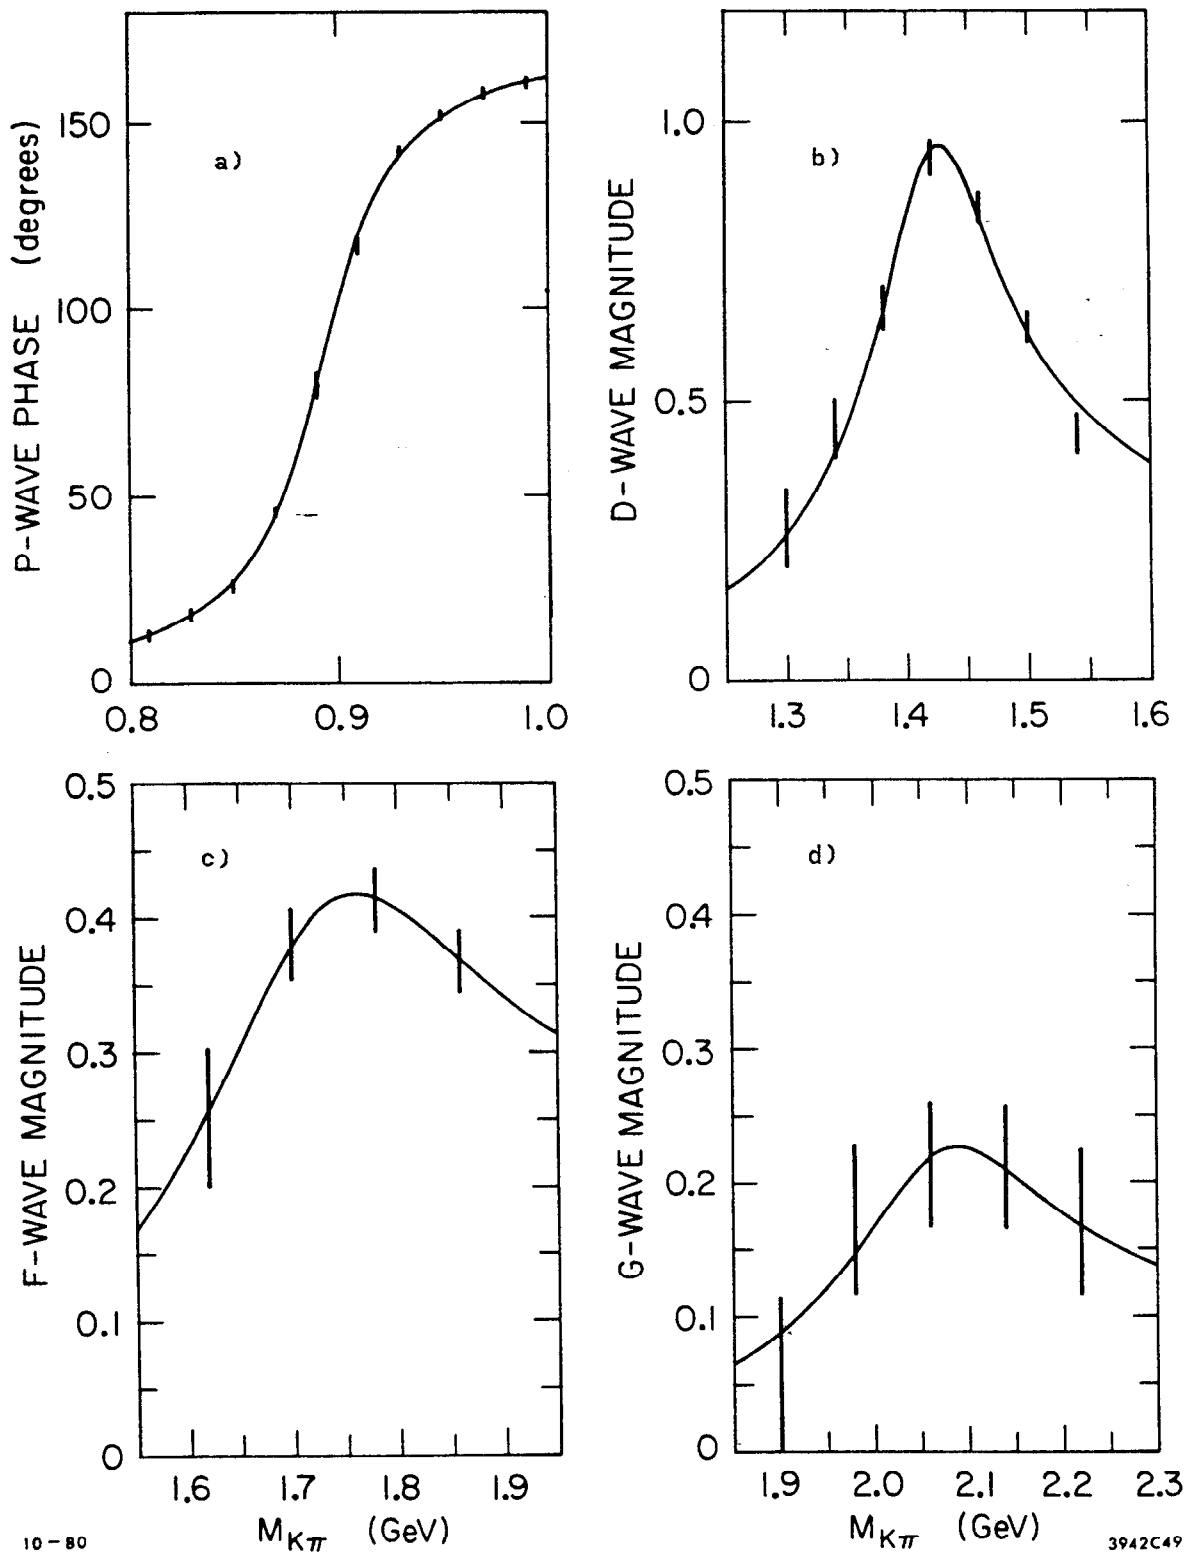 P-WAVE PHASE (degrees)
150
100
50
0
0.8 0.9 1.0
a)
D-WAVE MAGNITUDE
1.0
0.5
0
1.3 1.4 1.5 1.6
b)
F-WAVE MAGNITUDE
0.5
0.4
0.3
0.2
0.1
0
1.6 1.7 1.8 1.9
c)
M_Kπ (GeV)
G-WAVE MAGNITUDE
0.5
0.4
0.3
0.2
0.1
0
1.9 2.0 2.1 2.2 2.3
d)
M_Kπ (GeV)
10-80
3942C49